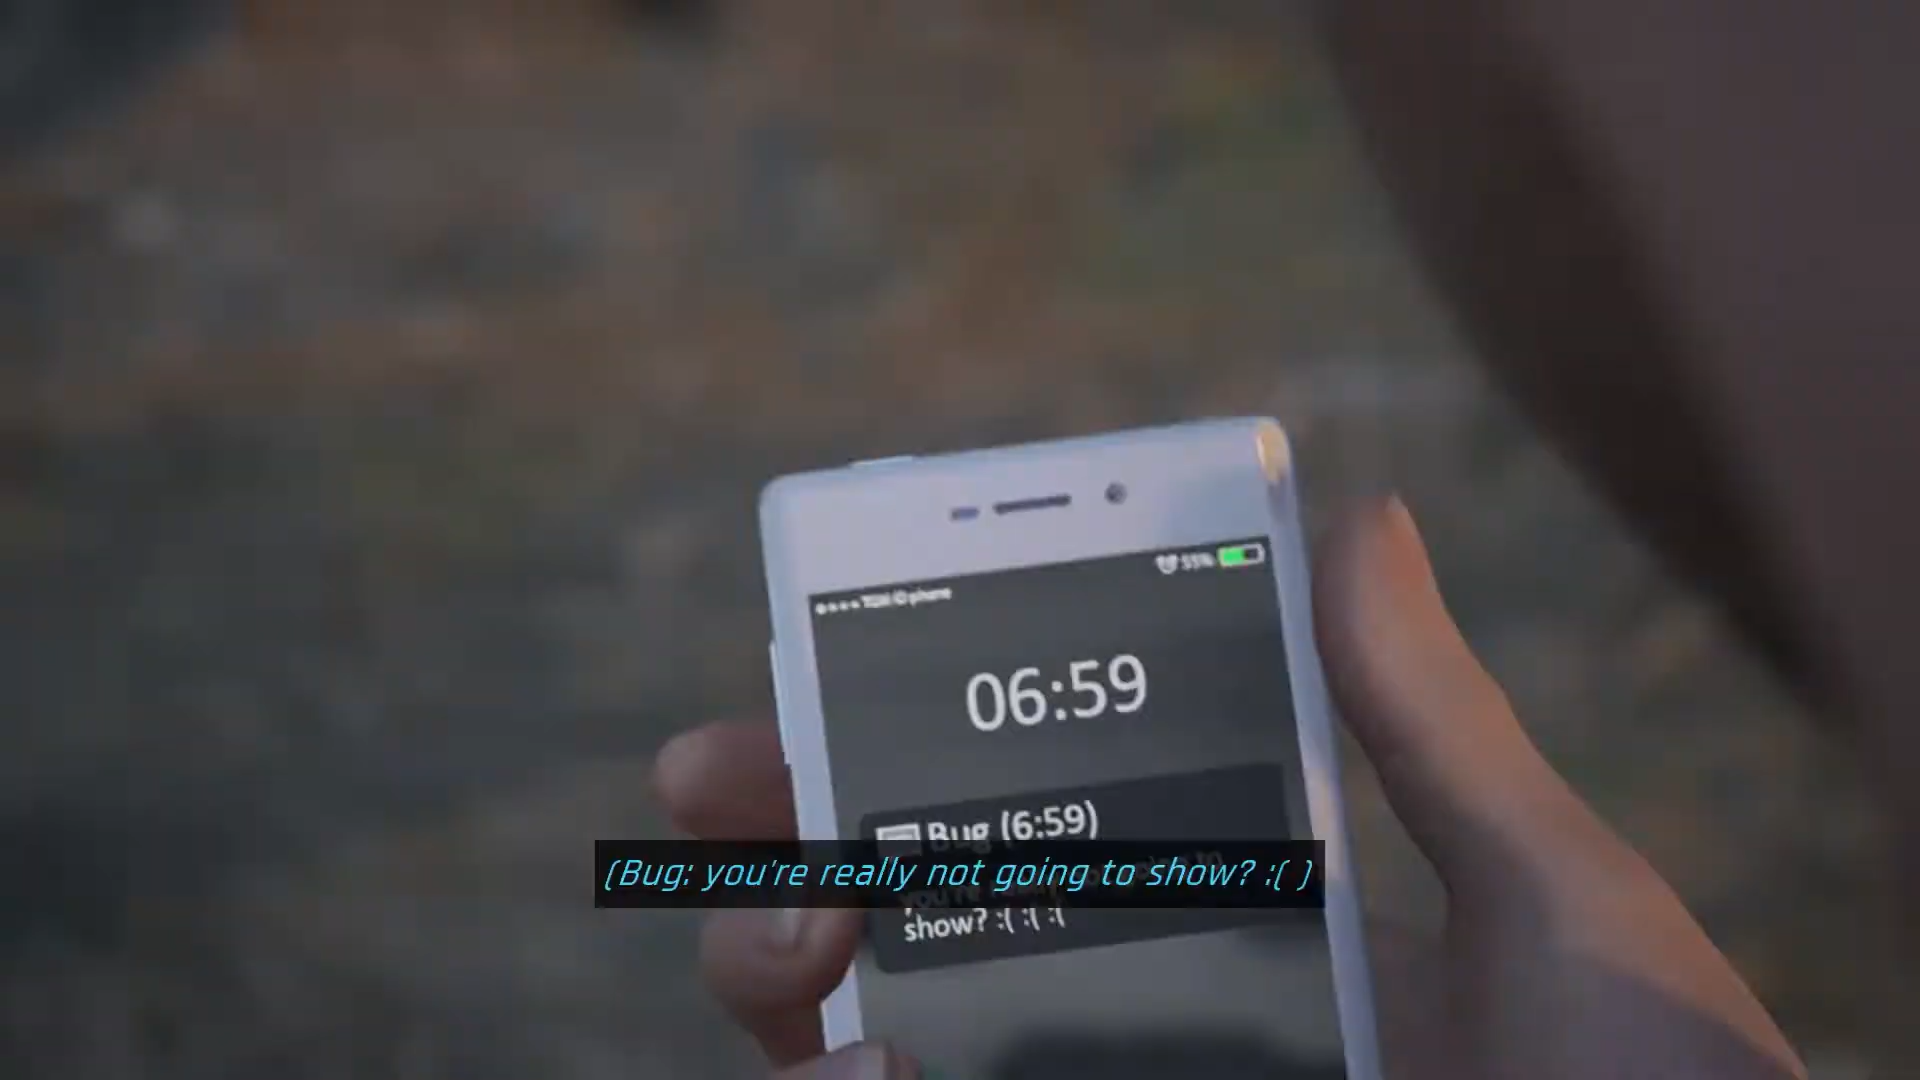 55%
06:59
Bug (6:59)
(Bug: you're really not going to show? :( )
show? :( :( :(